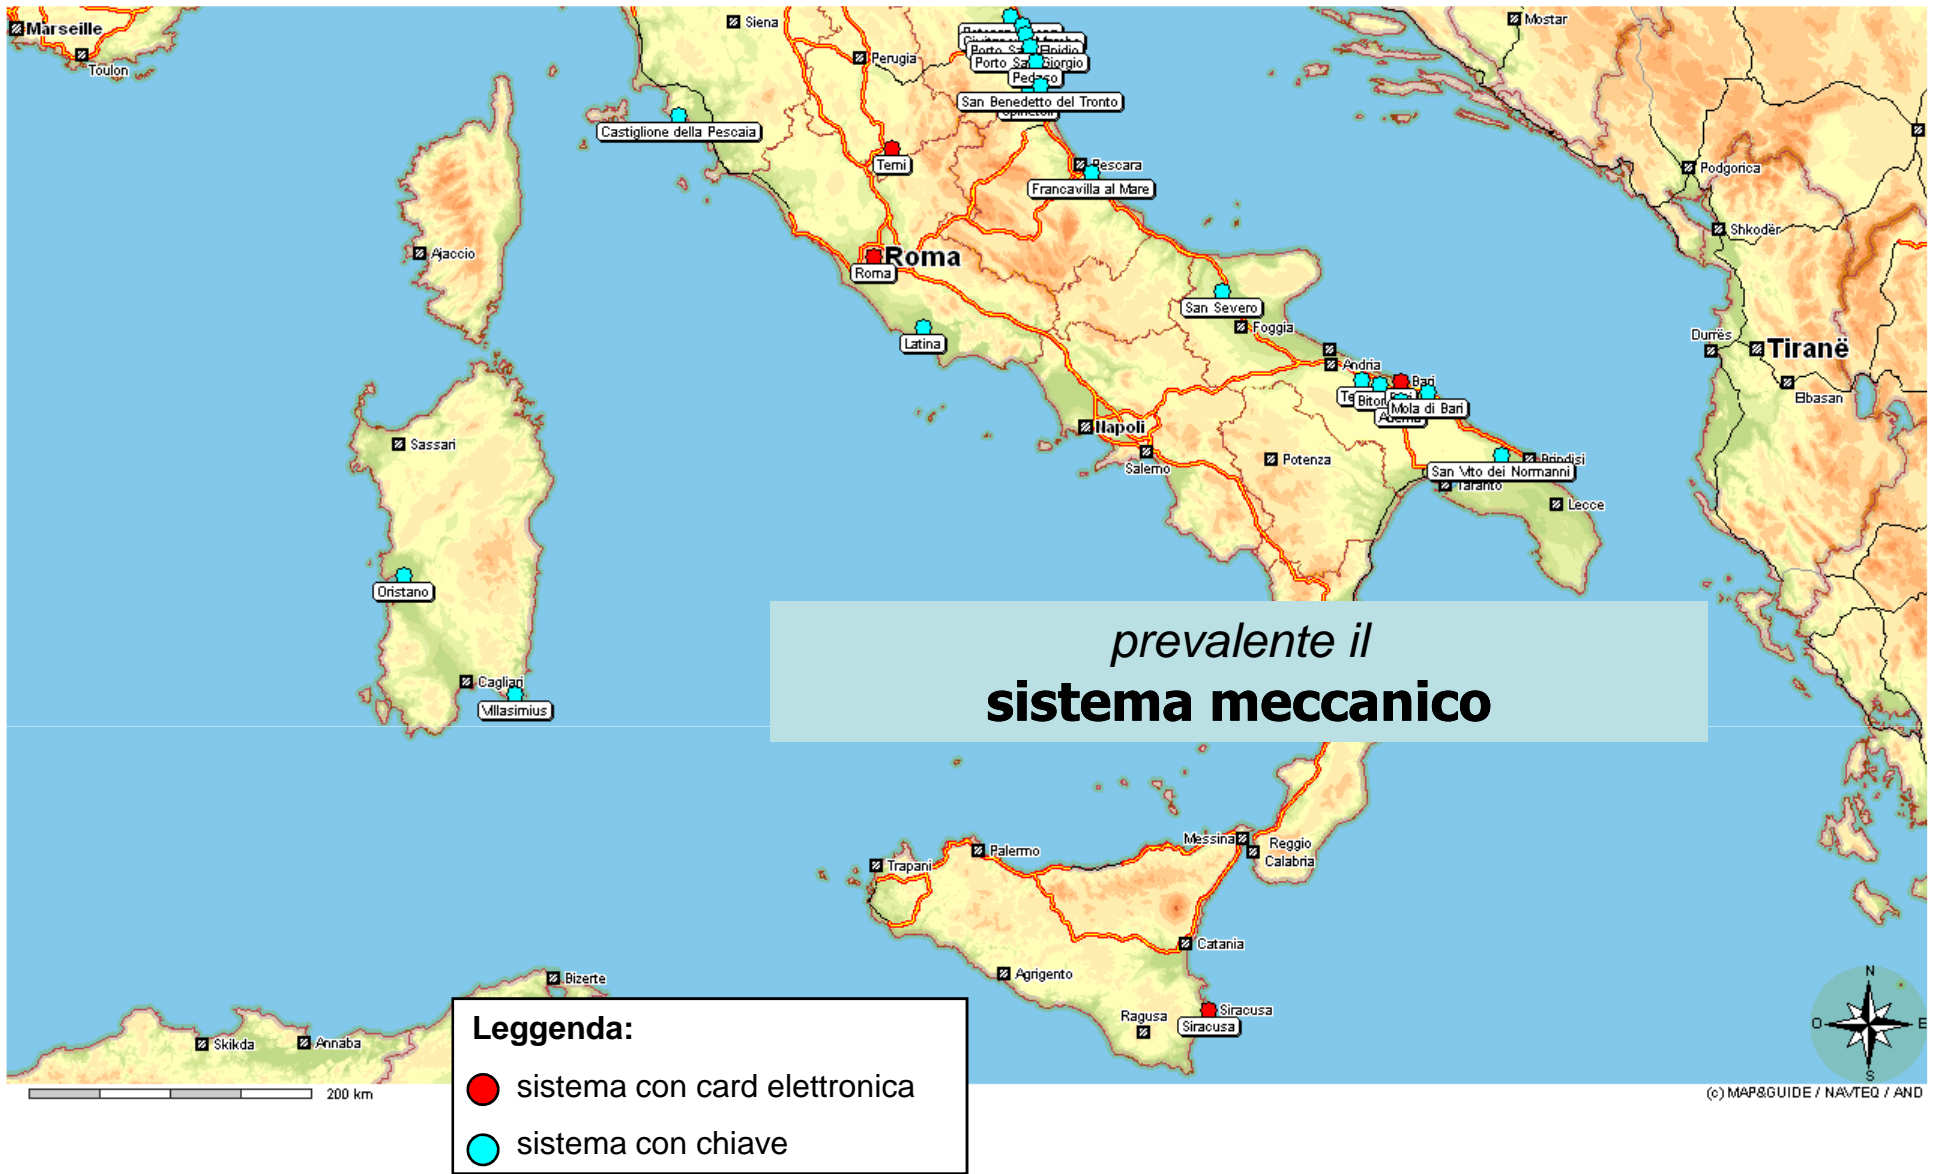 Marseille
Toulon
Siena
Perugia
Mostar
Porto San Giorgio
Pedaso
San Benedetto del Tronto
Castiglione della Pescaia
Terni
Pescara
Francavilla al Mare
Podgorica
Shkodër
Ajaccio
Roma
Roma
San Severo
Foggia
Latina
Durrës
Tiranë
Andria
Bari
Elbasan
Mola di Bari
Napoli
Sassari
Salerno
Potenza
Brindisi
San Vito dei Normanni
Taranto
Lecce
Oristano
prevalente il
sistema meccanico
Cagliari
Villasimius
Messina
Reggio
Calabria
Palermo
Trapani
Catania
Agrigento
Bizerte
Ragusa
Siracusa
Siracusa
Skikda
Annaba
N
O
E
S
200 km
(c) MAP&GUIDE / NAVTEQ / AND
Leggenda:
sistema con card elettronica
sistema con chiave